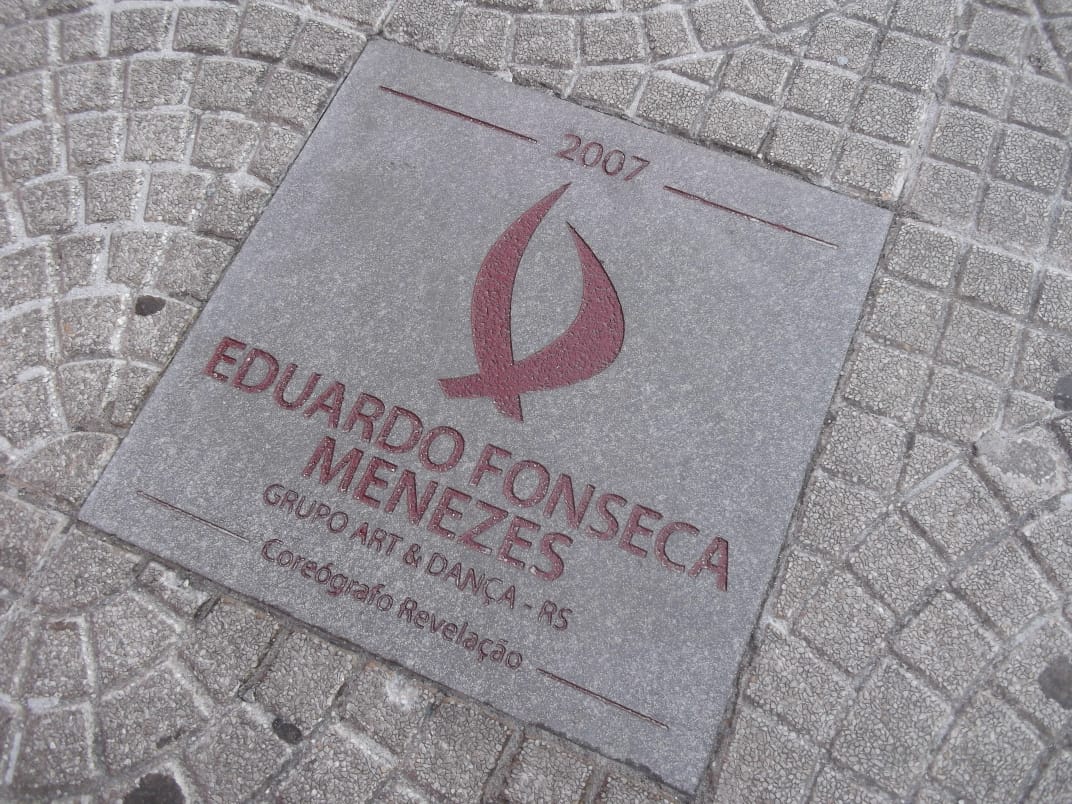 2007
EDUARDO FONSECA
MENEZES
GRUPO ART & DANÇA - RS
Coreógrafo Revelação